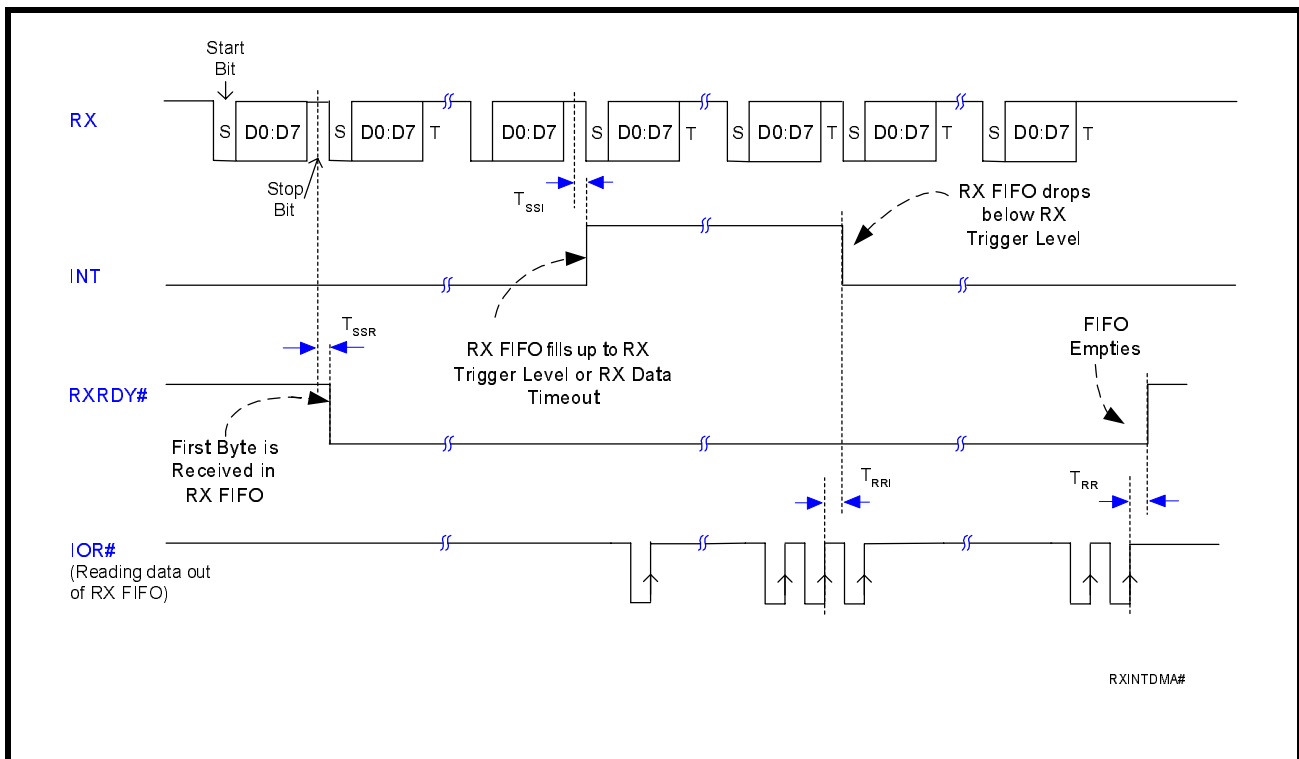 Start
Bit
RX
S D0:D7 S D0:D7 T D0:D7 S D0:D7 T S D0:D7 T S D0:D7 T S D0:D7 T
Stop
Bit
TSSI
RX FIFO drops
below RX
Trigger Level
INT
TSSR
RX FIFO fills up to RX
Trigger Level or RX Data
Timeout
FIFO
Empties
RXRDY#
First Byte is
Received in
RX FIFO
TRRI
TRR
IOR#
(Reading data out
of RX FIFO)
RXINTDMA#